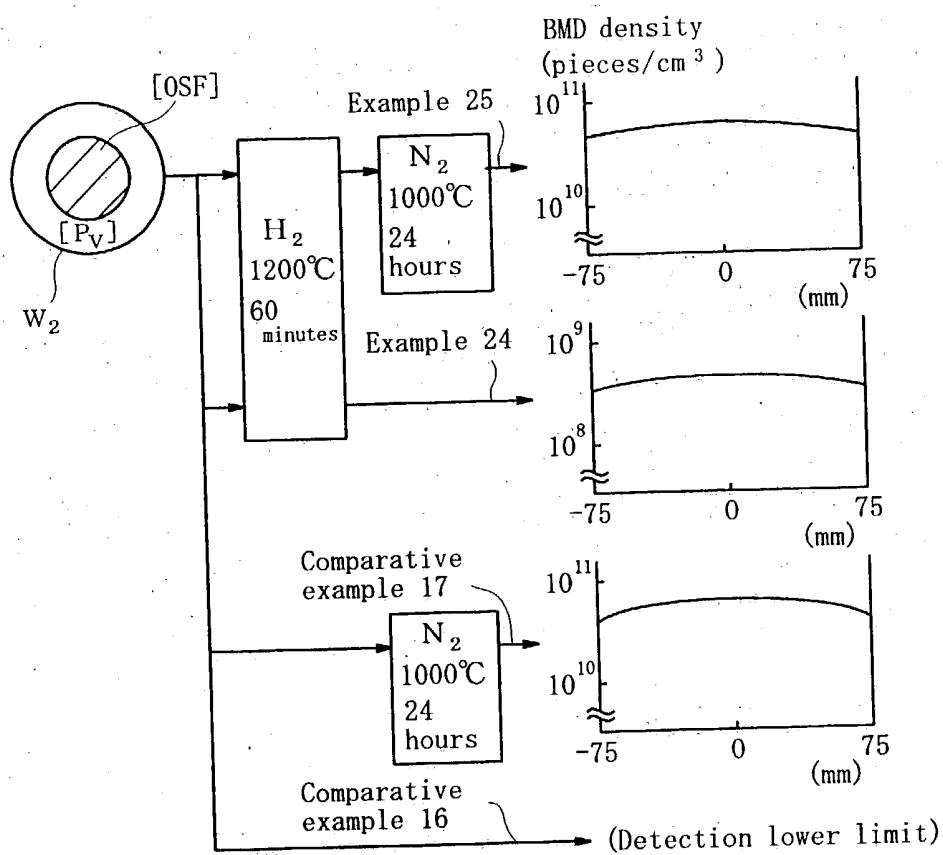 BMD density
(pieces/cm³)
[OSF]
[P_V]
W₂
H₂
1200℃
60
minutes
Example 25
N₂
1000℃
24
hours
10¹¹
10¹⁰
-75
0
75
(mm)
Example 24
10⁹
10⁸
-75
0
75
(mm)
Comparative
example 17
N₂
1000℃
24
hours
10¹¹
10¹⁰
-75
0
75
(mm)
Comparative
example 16
(Detection lower limit)